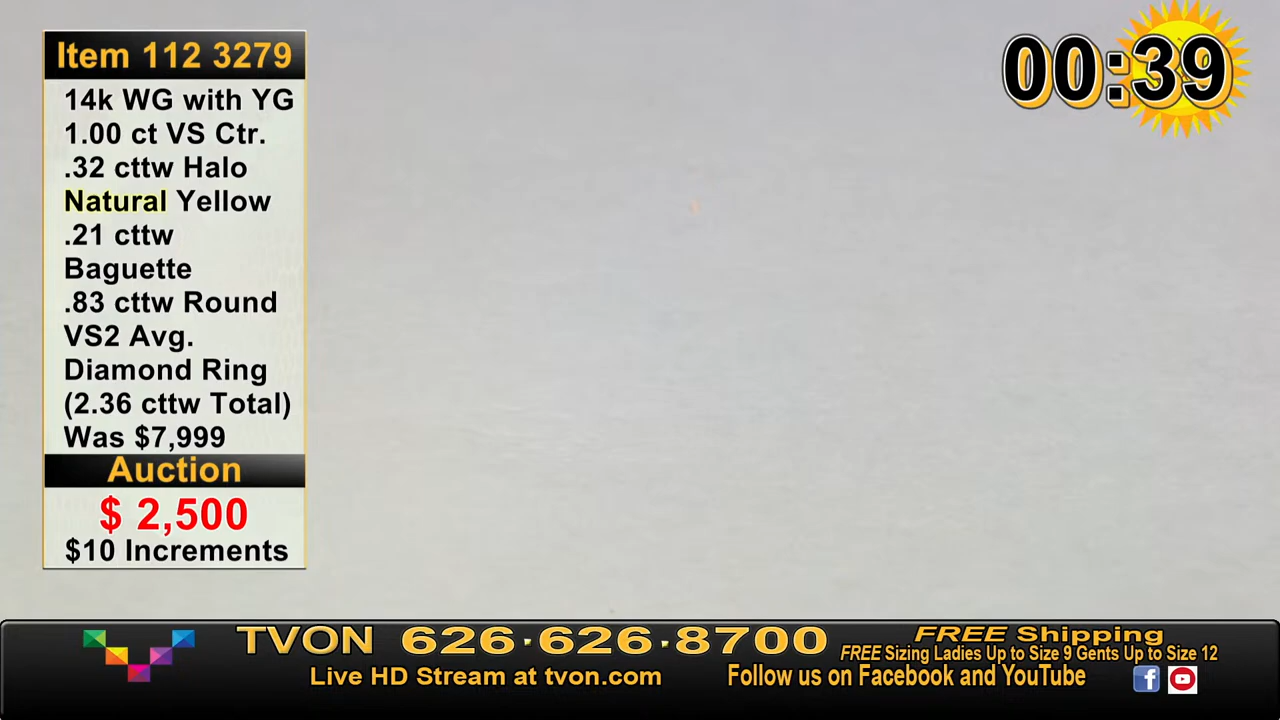 Item 112 3279
14k WG with YG
1.00 ct VS Ctr.
.32 cttw Halo
Natural Yellow
.21 cttw
Baguette
.83 cttw Round
VS2 Avg.
Diamond Ring
(2.36 cttw Total)
Was $7,999
Auction
$ 2,500
$10 Increments
00:39
TVON 626·626·8700
Live HD Stream at tvon.com
FREE Shipping
FREE Sizing Ladies Up to Size 9 Gents Up to Size 12
Follow us on Facebook and YouTube